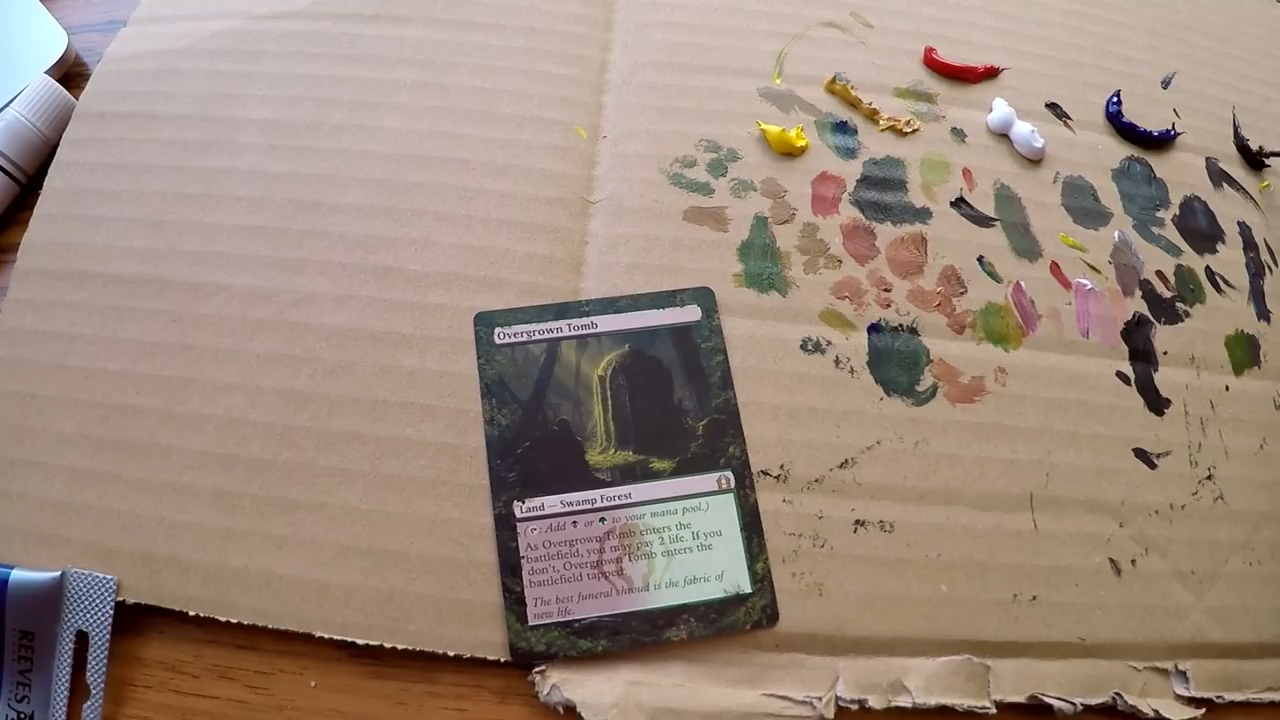 Overgrown Tomb
Land — Swamp Forest
( : Add or to your mana pool.)
As Overgrown Tomb enters the
battlefield, you may pay 2 life. If you
don't, Overgrown Tomb enters the
battlefield tapped.
The best funeral shroud is the fabric of
new life.
REEVES